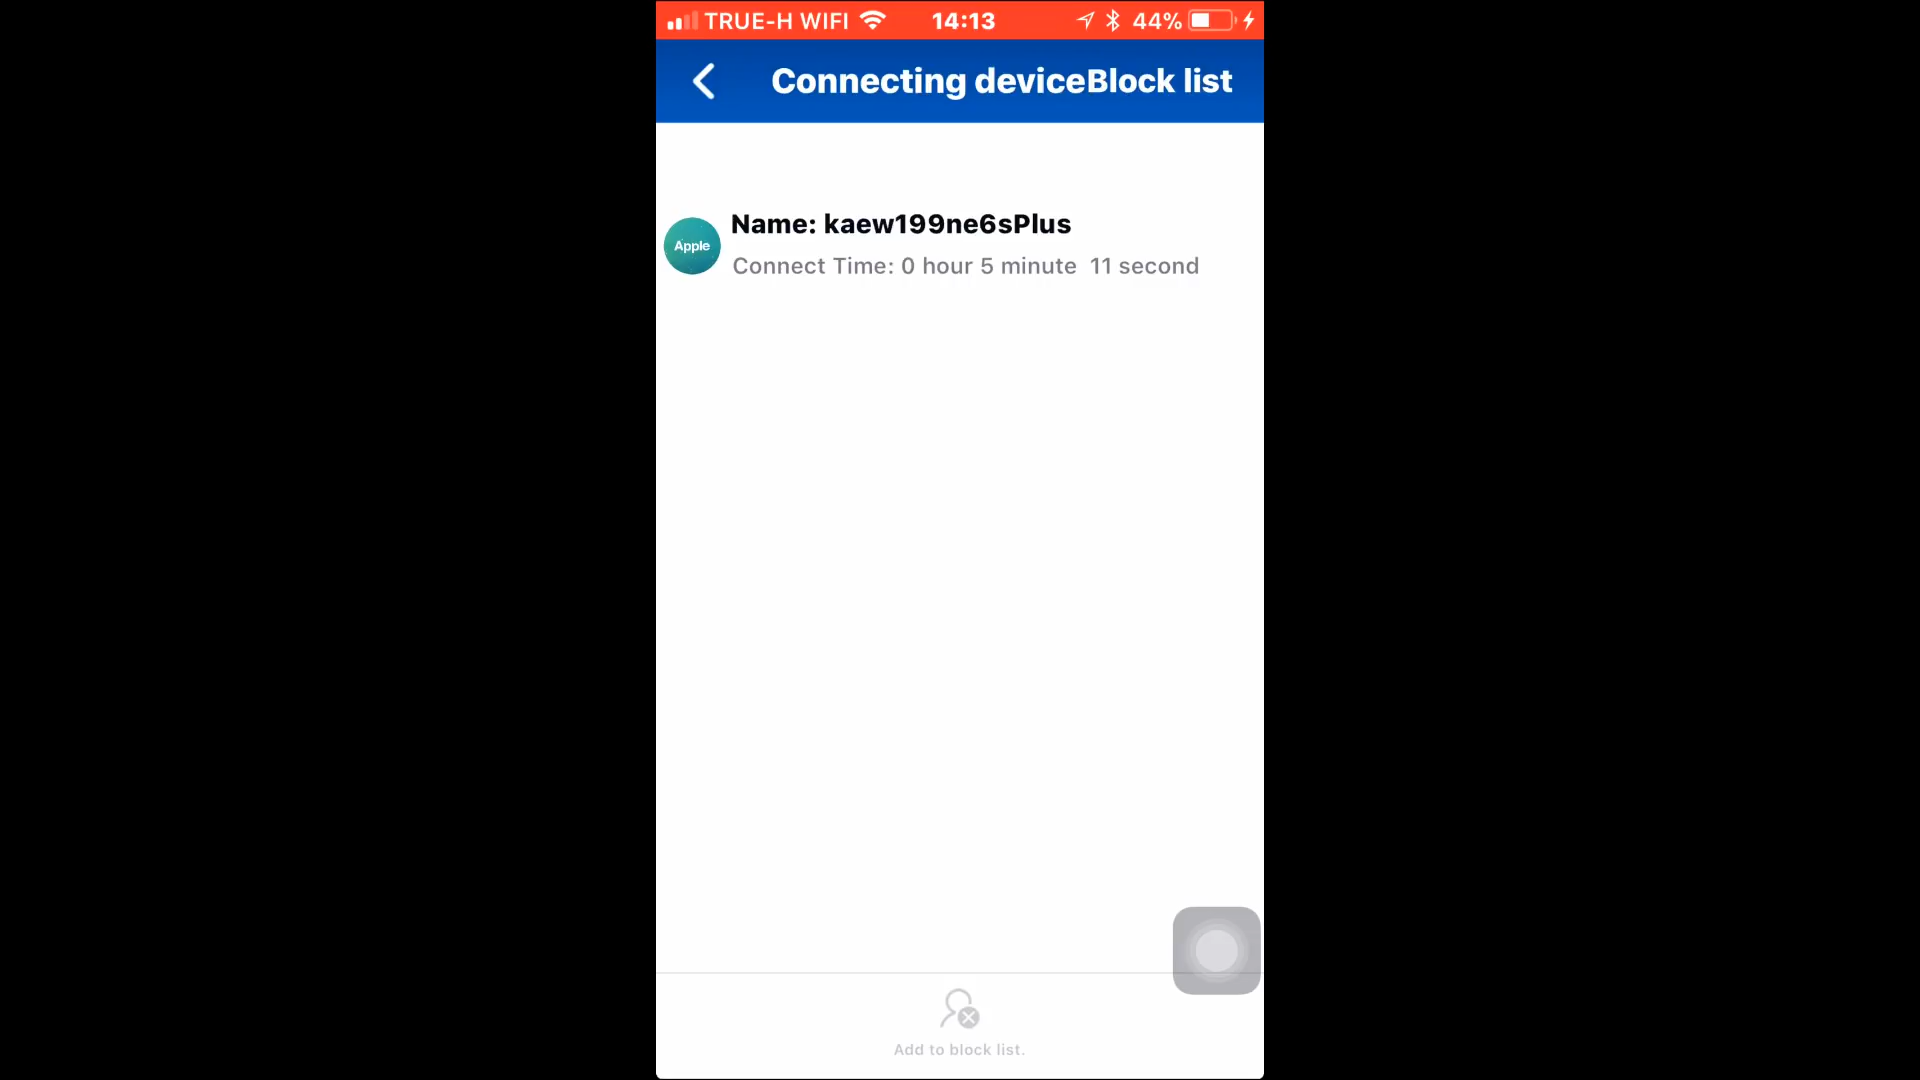 TRUE-H WIFI 14:13 44%
Connecting deviceBlock list
Name: kaew199ne6sPlus
Apple
Connect Time: 0 hour 5 minute 11 second
Add to block list.